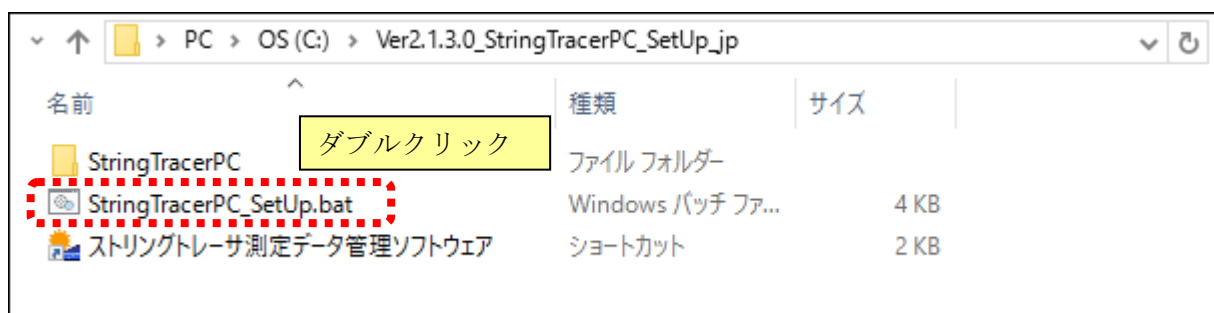 PC > OS (C:) > Ver2.1.3.0_StringTracerPC_SetUp_jp
名前 種類 サイズ
ダブルクリック
StringTracerPC ファイル フォルダー
StringTracerPC_SetUp.bat Windows バッチ ファ... 4 KB
ストリングトレーサ測定データ管理ソフトウェア ショートカット 2 KB